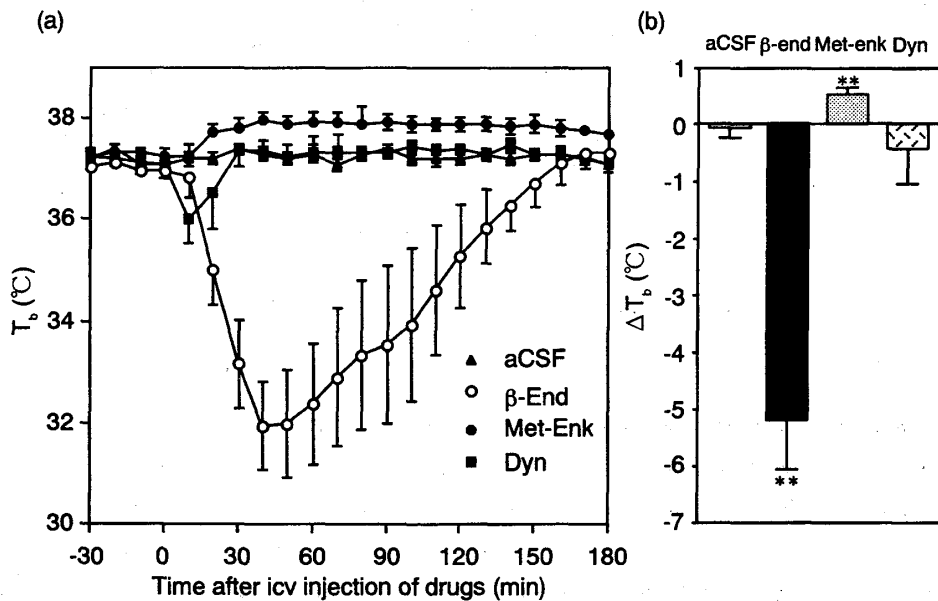 (a)
38
36
34
32
30
T_b (℃)
-30
0
30
60
90
120
150
180
Time after icv injection of drugs (min)
aCSF
β-End
Met-Enk
Dyn
(b)
aCSF β-end Met-enk Dyn
1
0
-1
-2
-3
-4
-5
-6
-7
Δ T_b (℃)
**
**